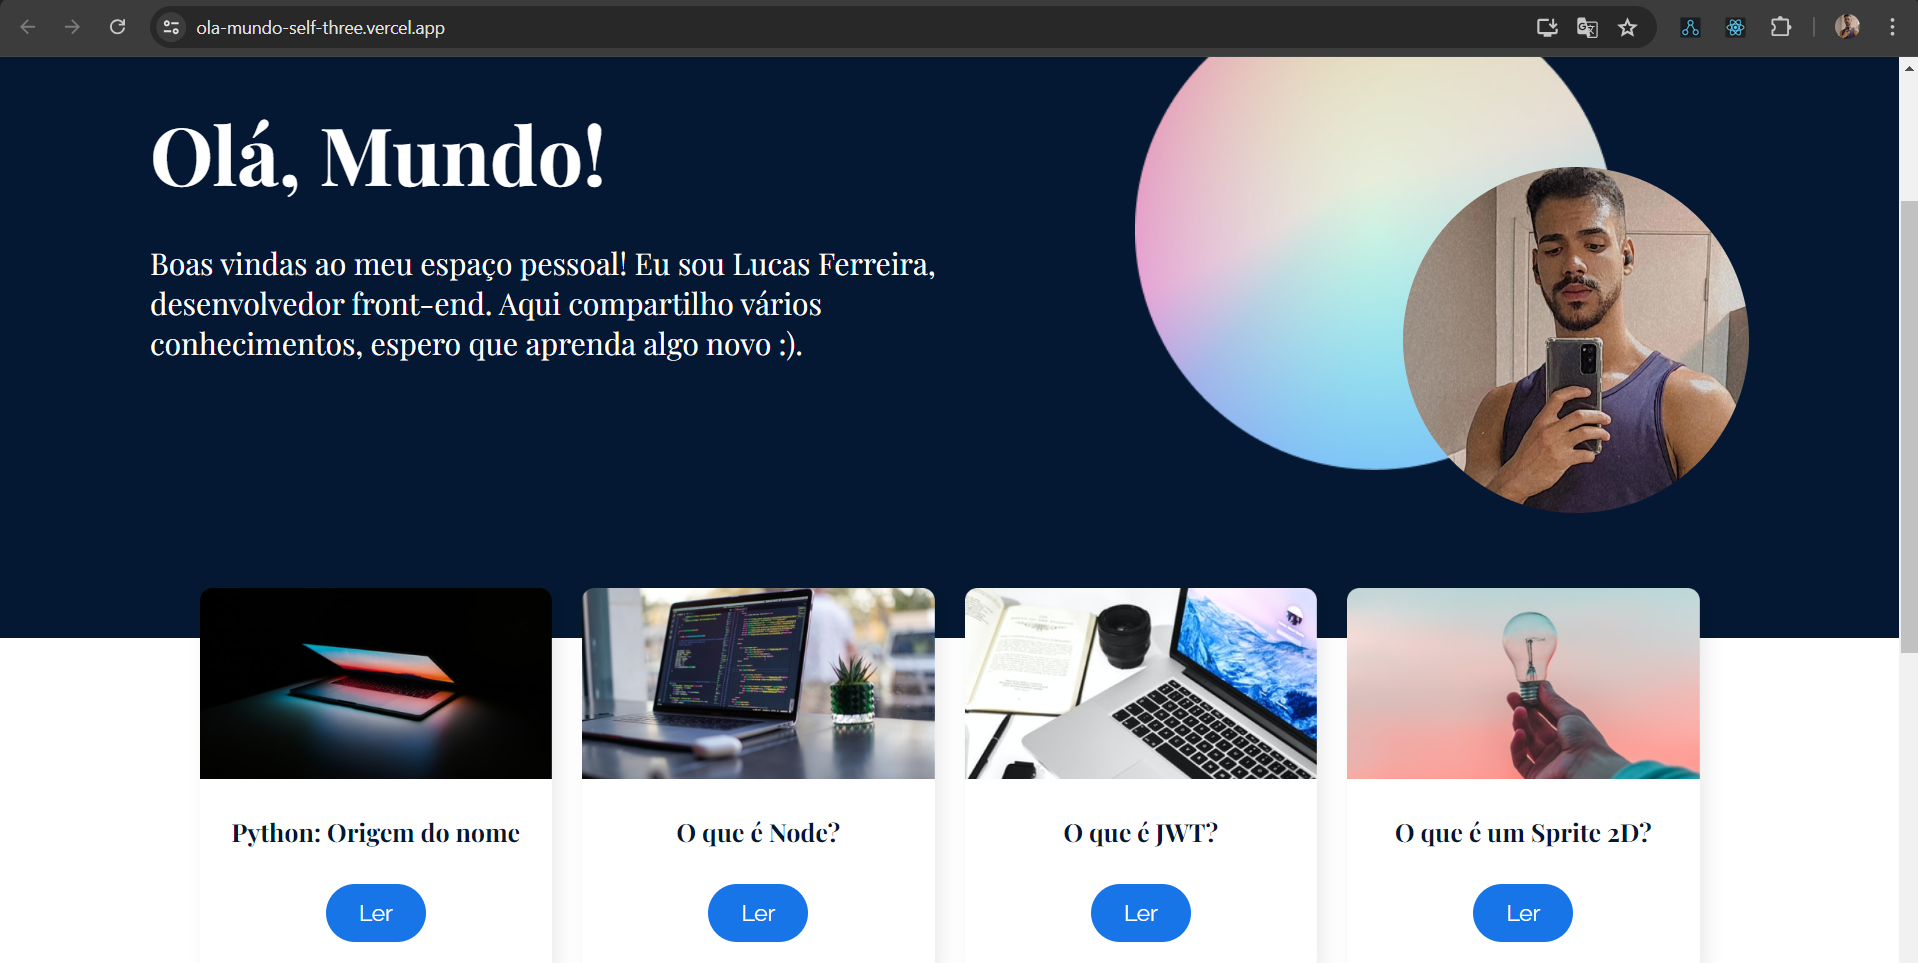 ola-mundo-self-three.vercel.app
Olá, Mundo!
Boas vindas ao meu espaço pessoal! Eu sou Lucas Ferreira,
desenvolvedor front-end. Aqui compartilho vários
conhecimentos, espero que aprenda algo novo :).
Python: Origem do nome
O que é Node?
O que é JWT?
O que é um Sprite 2D?
Ler
Ler
Ler
Ler